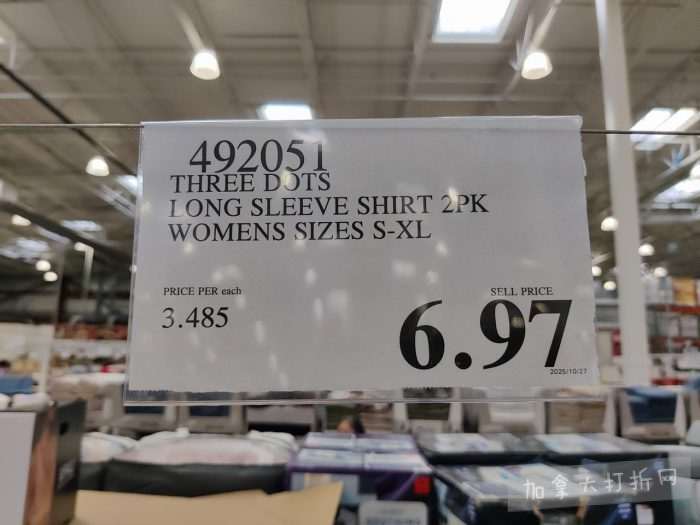 492051
THREE DOTS
LONG SLEEVE SHIRT 2PK
WOMENS SIZES S-XL
PRICE PER each
3.485
SELL PRICE
6.97
2025/10/27
加拿大打折网